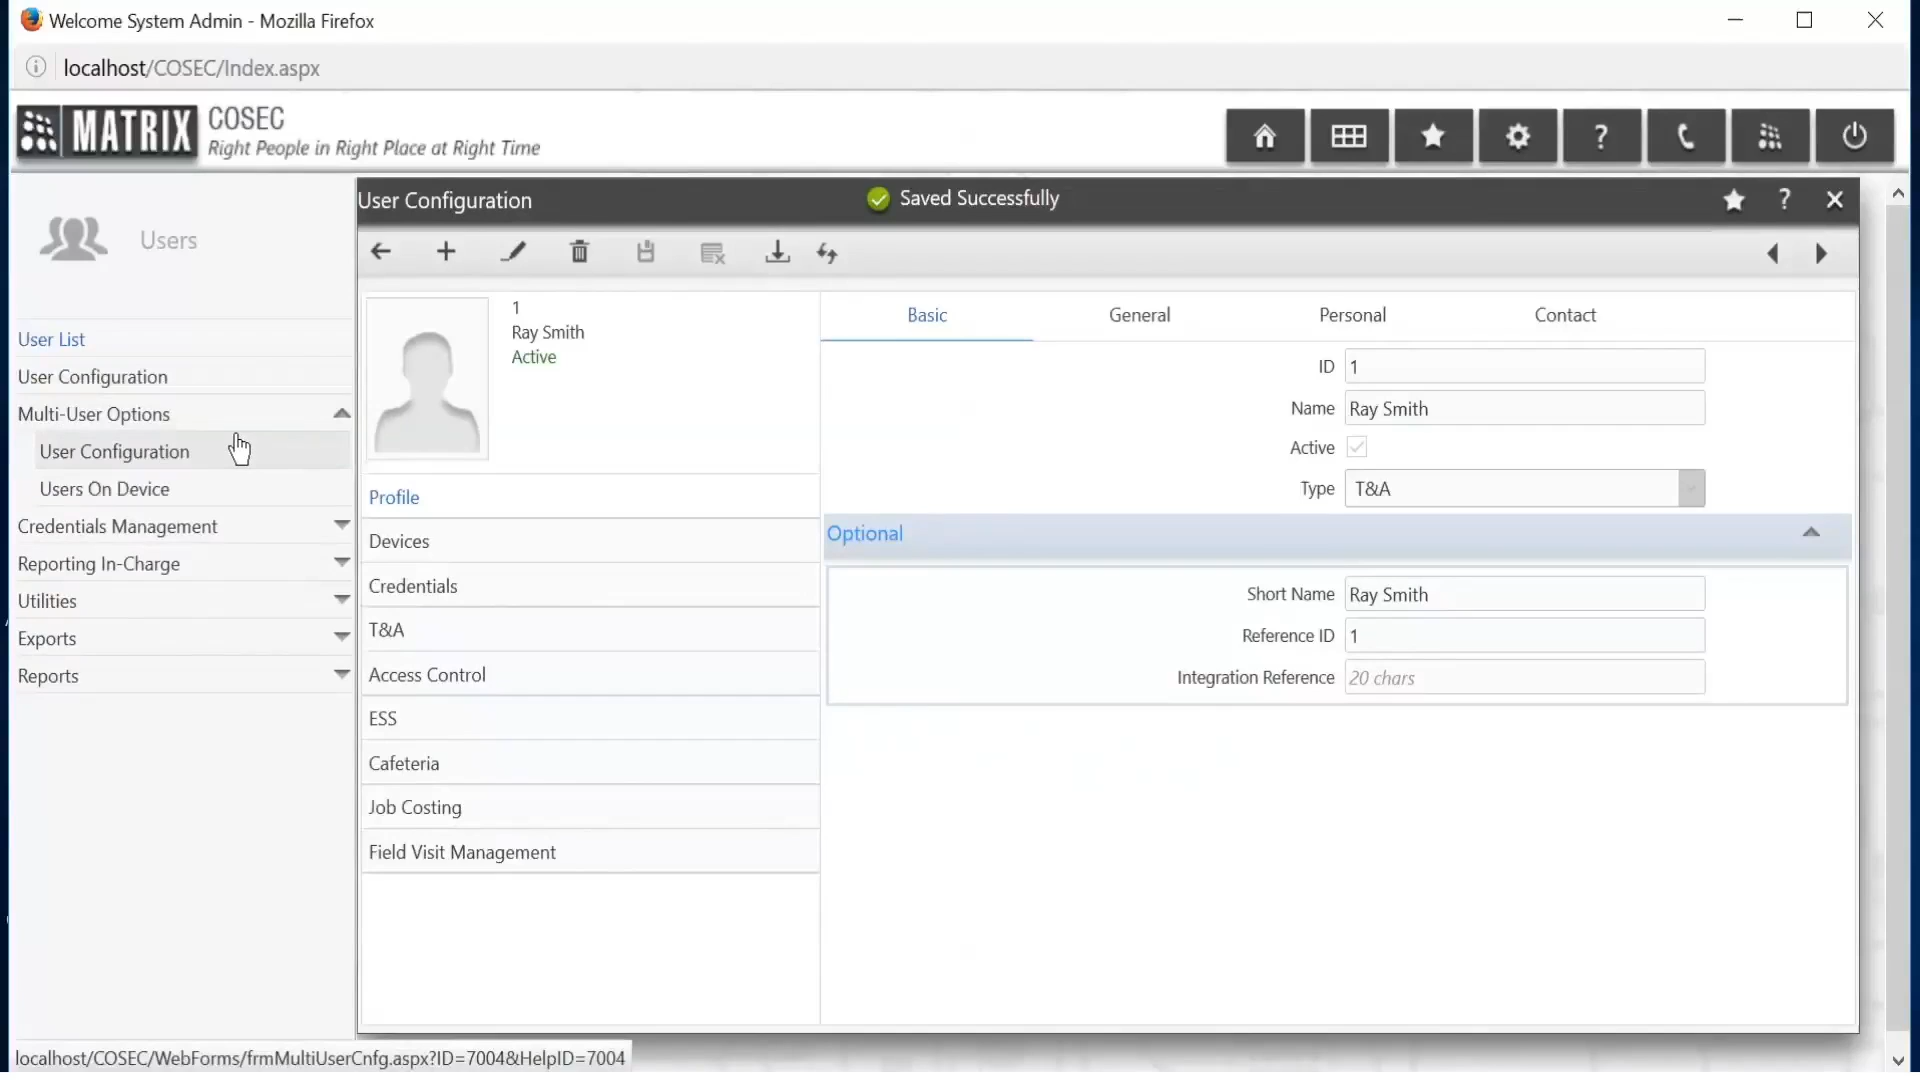 Welcome System Admin - Mozilla Firefox
localhost/COSEC/Index.aspx
MATRIX
COSEC
Right People in Right Place at Right Time
?
Users
User List
User Configuration
Multi-User Options
User Configuration
Users On Device
Credentials Management
Reporting In-Charge
Utilities
Exports
Reports
User Configuration
Saved Successfully
?
1
Ray Smith
Active
Profile
Devices
Credentials
T&A
Access Control
ESS
Cafeteria
Job Costing
Field Visit Management
Basic General Personal Contact
ID 1
Name Ray Smith
Active
Type T&A
Optional
Short Name Ray Smith
Reference ID 1
Integration Reference 20 chars
localhost/COSEC/WebForms/frmMultiUserCnfg.aspx?ID=7004&HelpID=7004